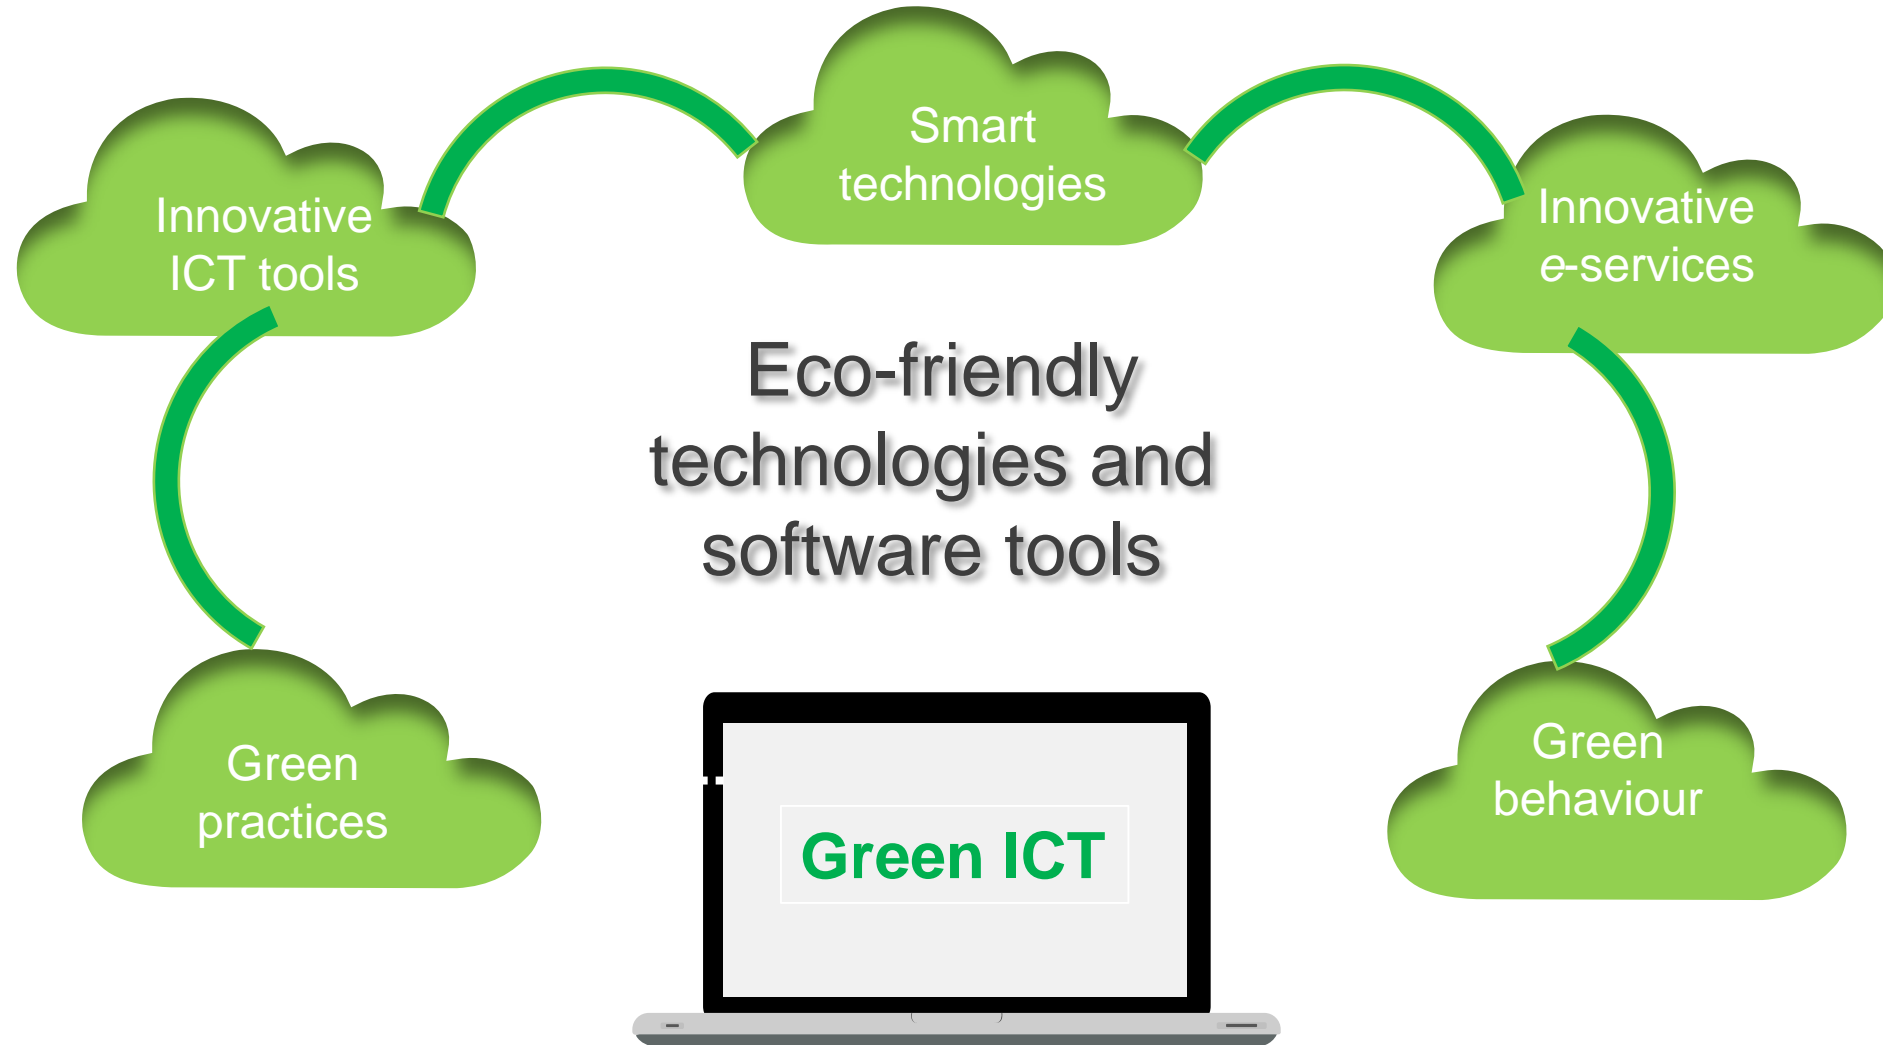 Smart
technologies
Innovative
ICT tools
Innovative
e-services
Eco-friendly
technologies and
software tools
Green
practices
Green
behaviour
Green ICT